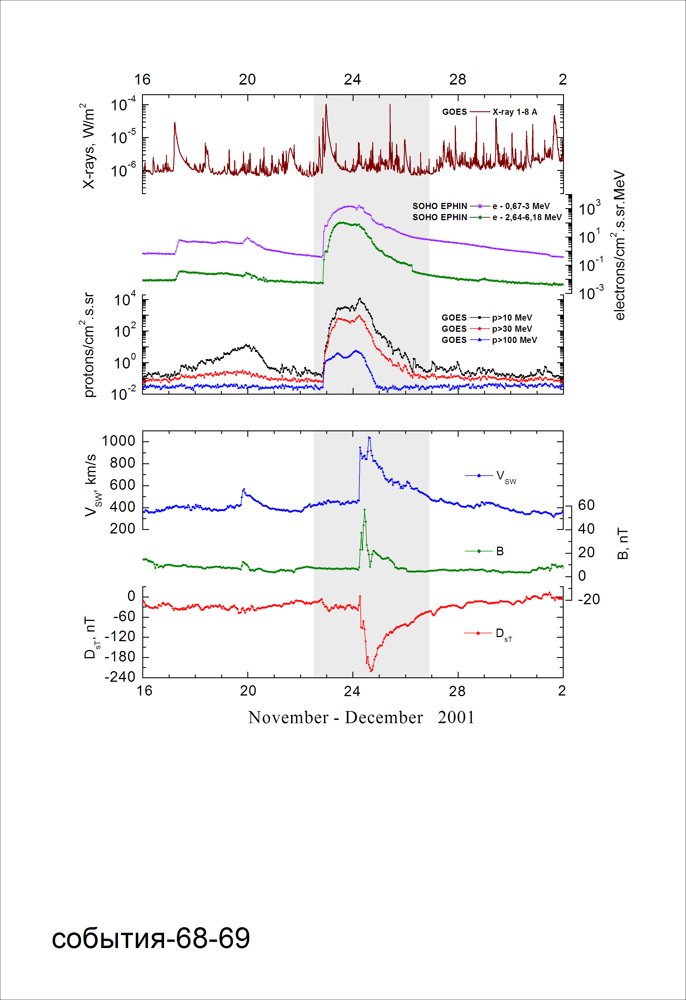 16 20 24 28 2
X-rays, W/m2
10-4
10-5
10-6
GOES X-ray 1-8 A
SOHO EPHIN e - 0,67-3 MeV
SOHO EPHIN e - 2,64-6,18 MeV
electrons/cm2.s.sr.MeV
103
101
10-1
10-3
protons/cm2.s.sr
104
102
100
10-2
GOES p>10 MeV
GOES p>30 MeV
GOES p>100 MeV
VSW, km/s
1000
800
600
400
200
VSW
B, nT
60
40
20
0
-20
B
DsT, nT
0
-60
-120
-180
-240
DsT
16 20 24 28 2
November - December 2001
события-68-69